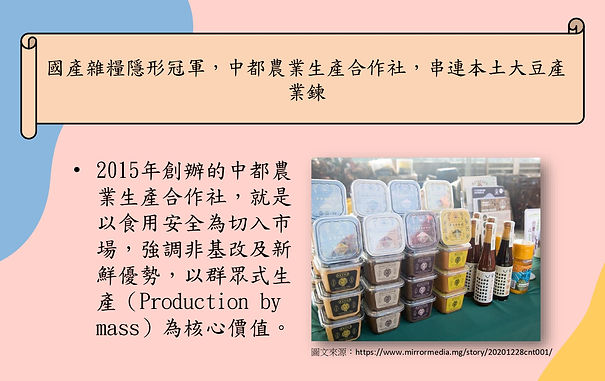 國產雜糧隱形冠軍，中都農業生產合作社，串連本土大豆產
業鍊
• 2015年創辦的中都農
業生產合作社，就是
以食用安全為切入市
場，強調非基改及新
鮮優勢，以群眾式生
產（Production by
mass）為核心價值。
圖文來源：https://www.mirrormedia.mg/story/20201228cnt001/